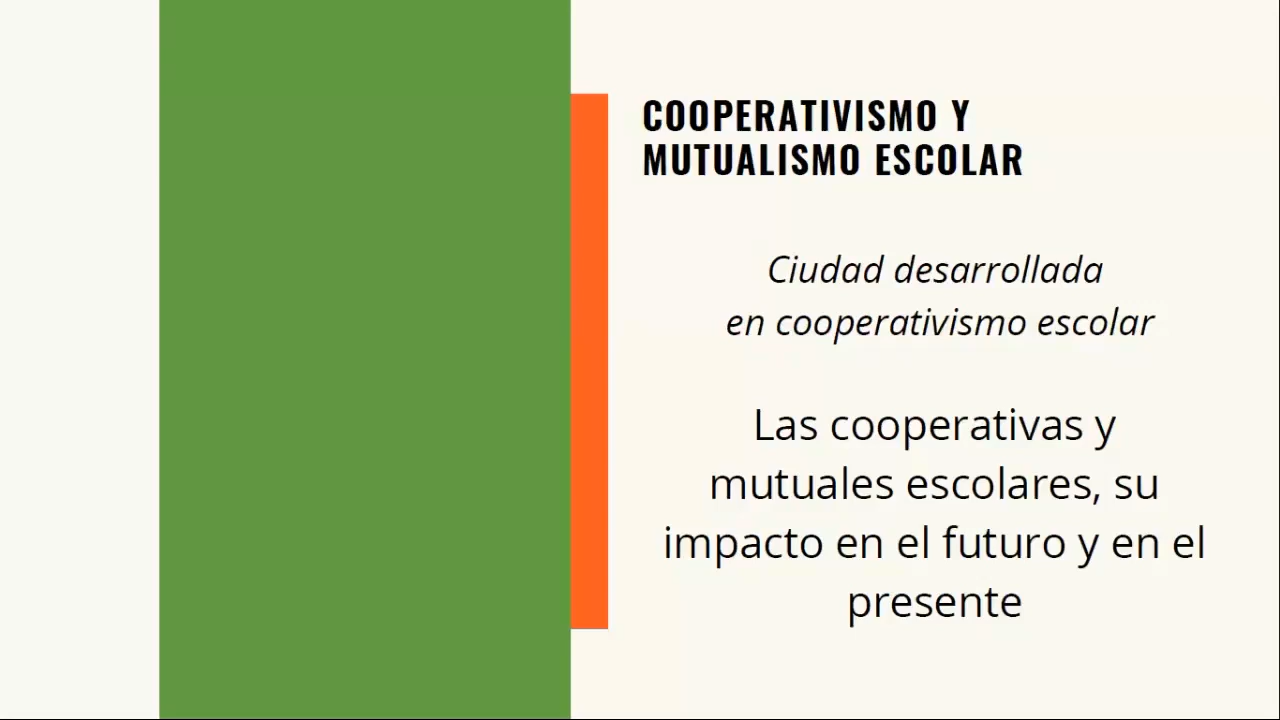 COOPERATIVISMO Y
MUTUALISMO ESCOLAR
Ciudad desarrollada
en cooperativismo escolar
Las cooperativas y
mutuales escolares, su
impacto en el futuro y en el
presente